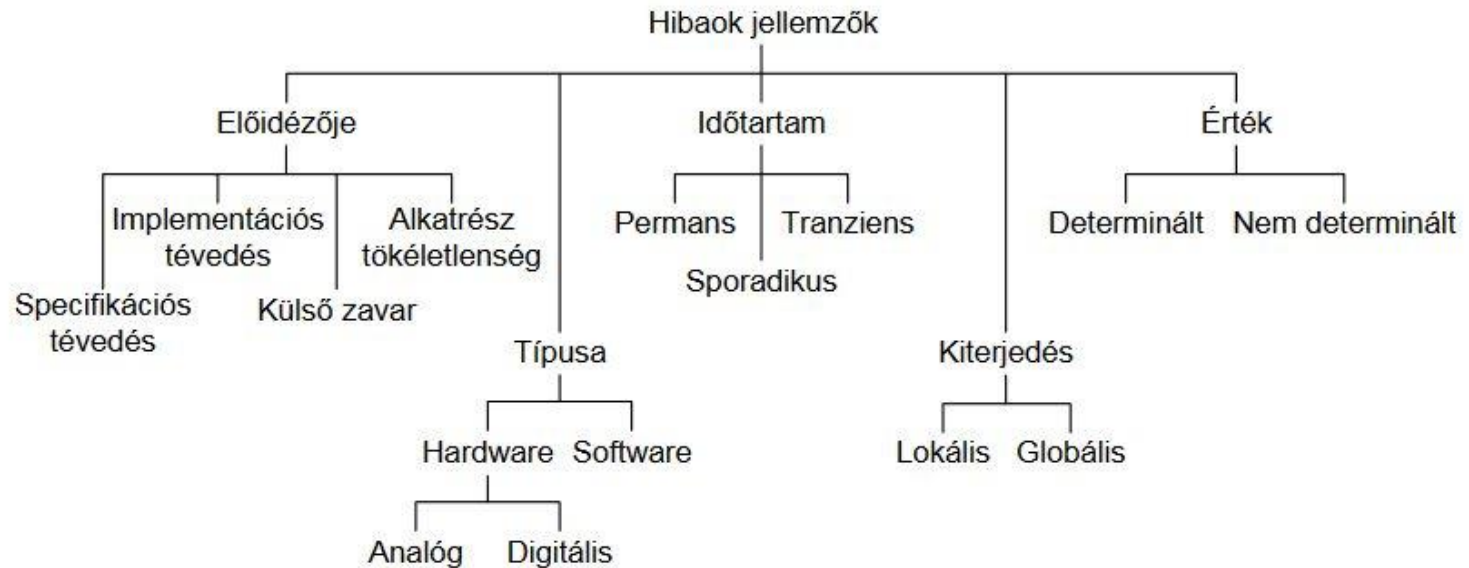 Hibaok jellemzők
Előidézője
Időtartam
Érték
Implementációs
tévedés
Alkatrész
tökéletlenség
Permans
Tranziens
Determinált
Nem determinált
Specifikációs
tévedés
Külső zavar
Sporadikus
Típusa
Kiterjedés
Hardware
Software
Lokális
Globális
Analóg
Digitális